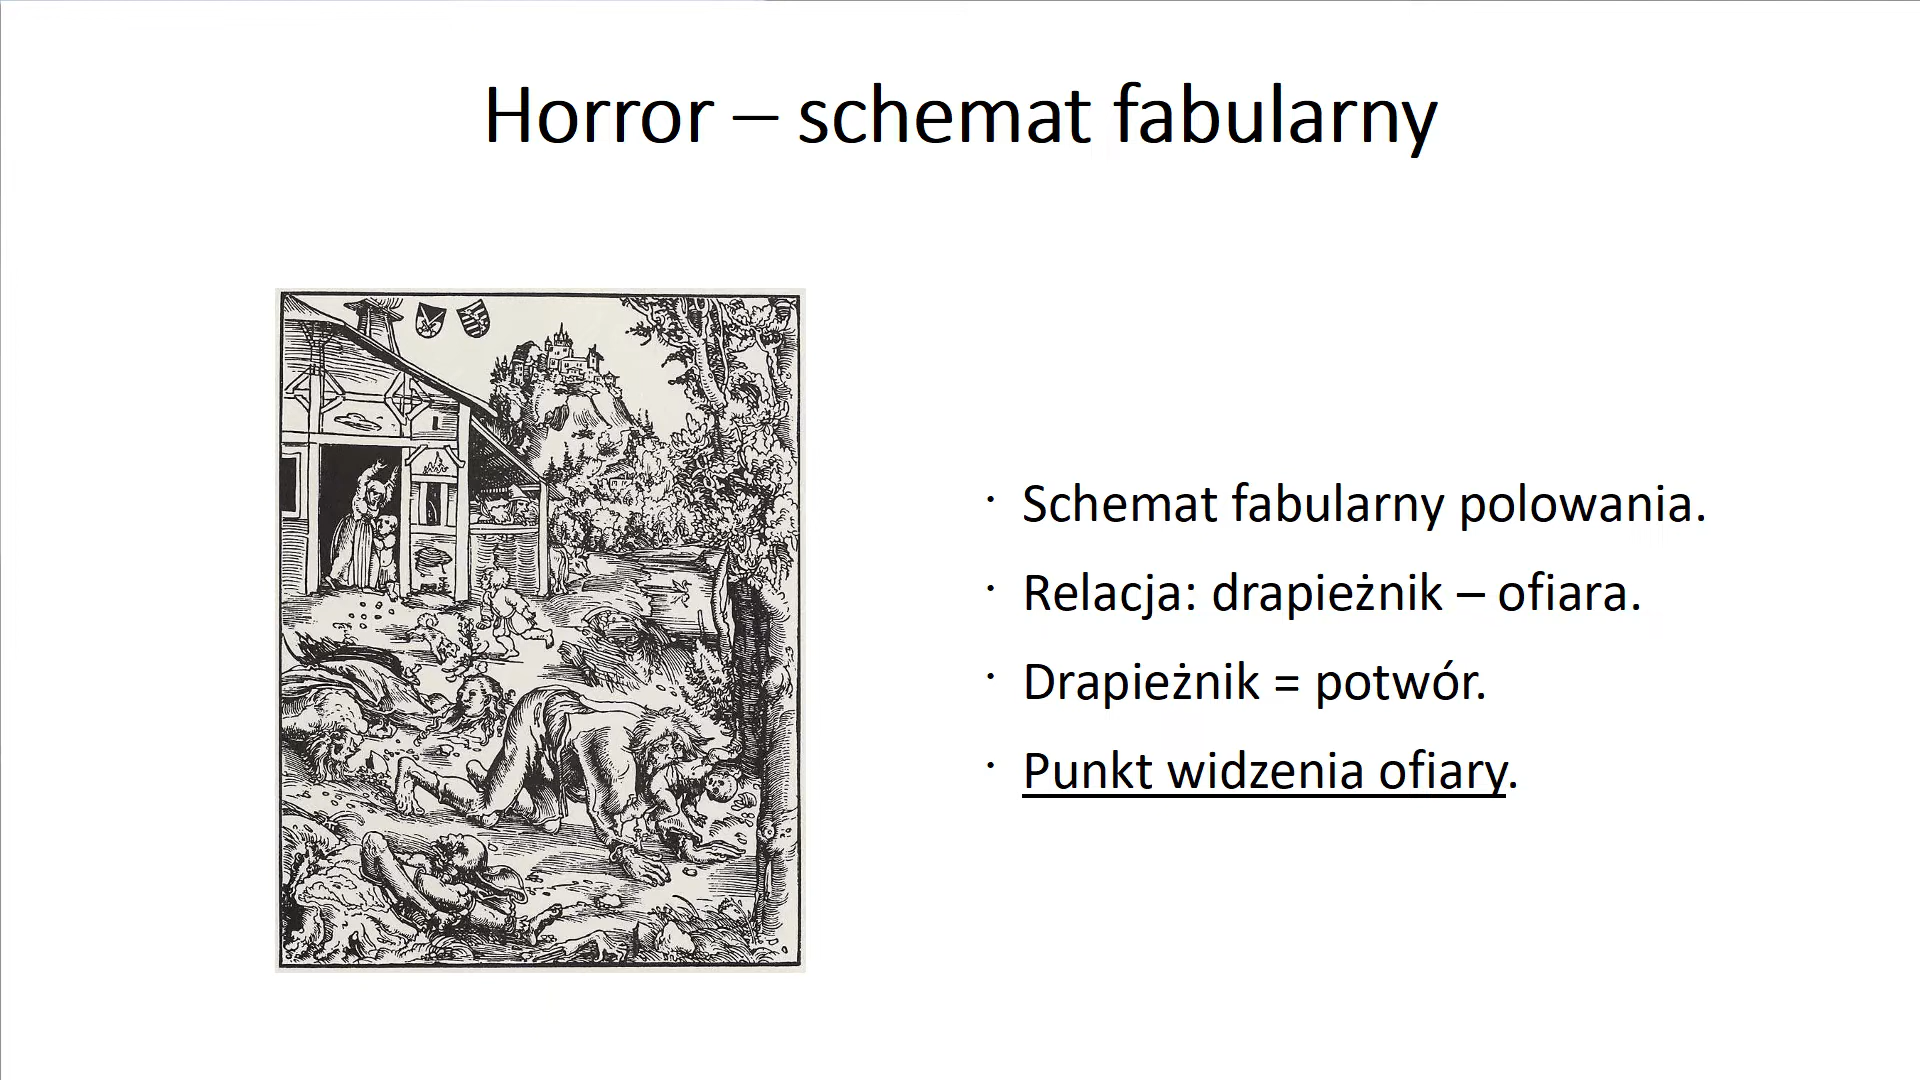 Horror – schemat fabularny
· Schemat fabularny polowania.
· Relacja: drapieżnik – ofiara.
· Drapieżnik = potwór.
· Punkt widzenia ofiary.